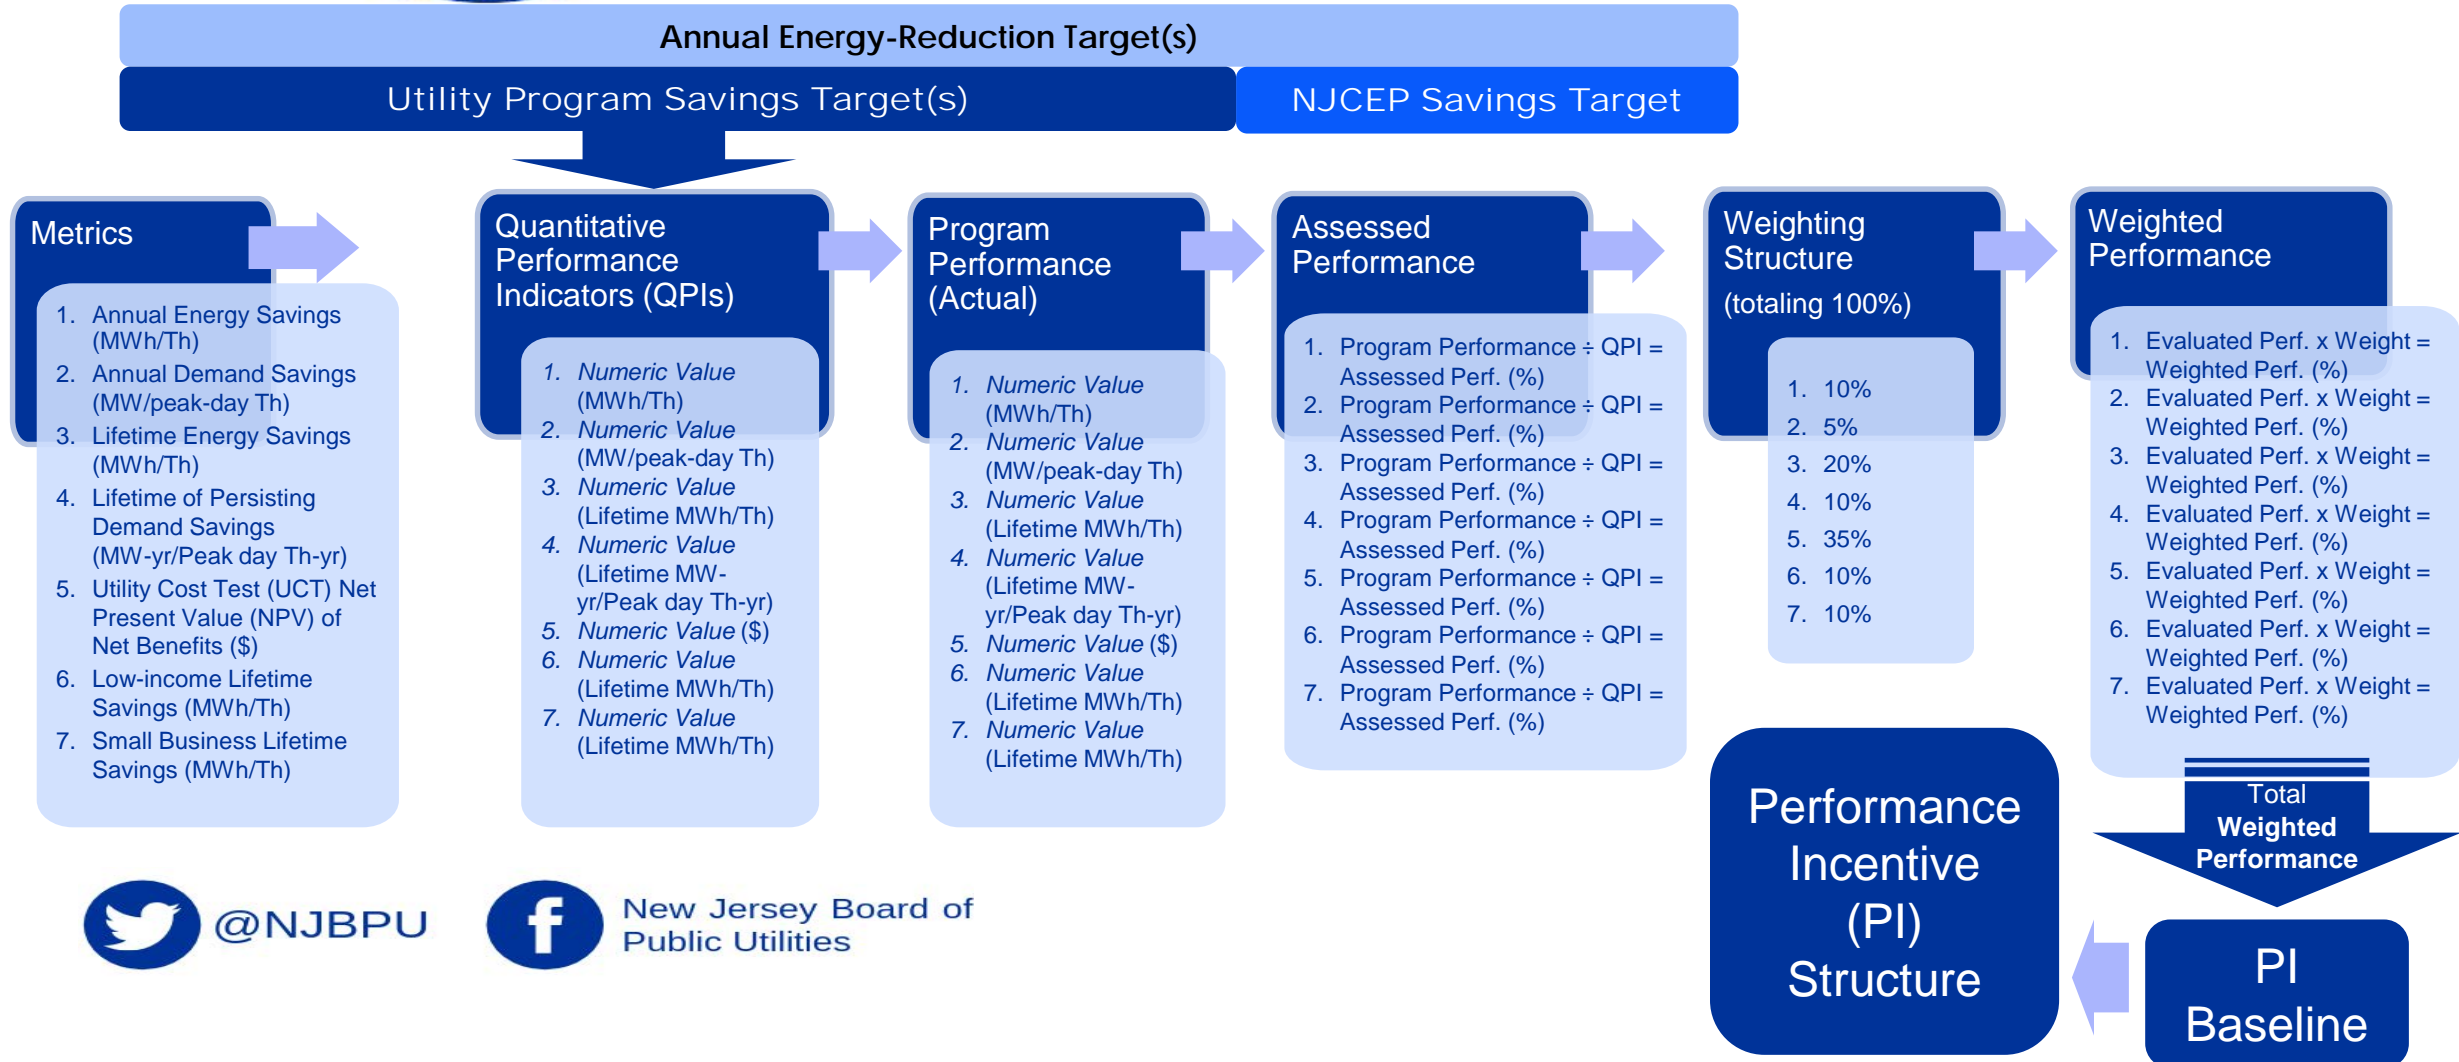 Annual Energy-Reduction Target(s)
Utility Program Savings Target(s)
NJCEP Savings Target
Metrics
1. Annual Energy Savings
(MWh/Th)
2. Annual Demand Savings
(MW/peak-day Th)
3. Lifetime Energy Savings
(MWh/Th)
4. Lifetime of Persisting
Demand Savings
(MW-yr/Peak day Th-yr)
5. Utility Cost Test (UCT) Net
Present Value (NPV) of
Net Benefits ($)
6. Low-income Lifetime
Savings (MWh/Th)
7. Small Business Lifetime
Savings (MWh/Th)
Quantitative
Performance
Indicators (QPIs)
1. Numeric Value
(MWh/Th)
2. Numeric Value
(MW/peak-day Th)
3. Numeric Value
(Lifetime MWh/Th)
4. Numeric Value
(Lifetime MW-
yr/Peak day Th-yr)
5. Numeric Value ($)
6. Numeric Value
(Lifetime MWh/Th)
7. Numeric Value
(Lifetime MWh/Th)
Program
Performance
(Actual)
1. Numeric Value
(MWh/Th)
2. Numeric Value
(MW/peak-day Th)
3. Numeric Value
(Lifetime MWh/Th)
4. Numeric Value
(Lifetime MW-
yr/Peak day Th-yr)
5. Numeric Value ($)
6. Numeric Value
(Lifetime MWh/Th)
7. Numeric Value
(Lifetime MWh/Th)
Assessed
Performance
1. Program Performance ÷ QPI =
Assessed Perf. (%)
2. Program Performance ÷ QPI =
Assessed Perf. (%)
3. Program Performance ÷ QPI =
Assessed Perf. (%)
4. Program Performance ÷ QPI =
Assessed Perf. (%)
5. Program Performance ÷ QPI =
Assessed Perf. (%)
6. Program Performance ÷ QPI =
Assessed Perf. (%)
7. Program Performance ÷ QPI =
Assessed Perf. (%)
Weighting
Structure
(totaling 100%)
1. 10%
2. 5%
3. 20%
4. 10%
5. 35%
6. 10%
7. 10%
Weighted
Performance
1. Evaluated Perf. x Weight =
Weighted Perf. (%)
2. Evaluated Perf. x Weight =
Weighted Perf. (%)
3. Evaluated Perf. x Weight =
Weighted Perf. (%)
4. Evaluated Perf. x Weight =
Weighted Perf. (%)
5. Evaluated Perf. x Weight =
Weighted Perf. (%)
6. Evaluated Perf. x Weight =
Weighted Perf. (%)
7. Evaluated Perf. x Weight =
Weighted Perf. (%)
Total
Weighted
Performance
PI
Baseline
Performance
Incentive
(PI)
Structure
@NJBPU
New Jersey Board of
Public Utilities